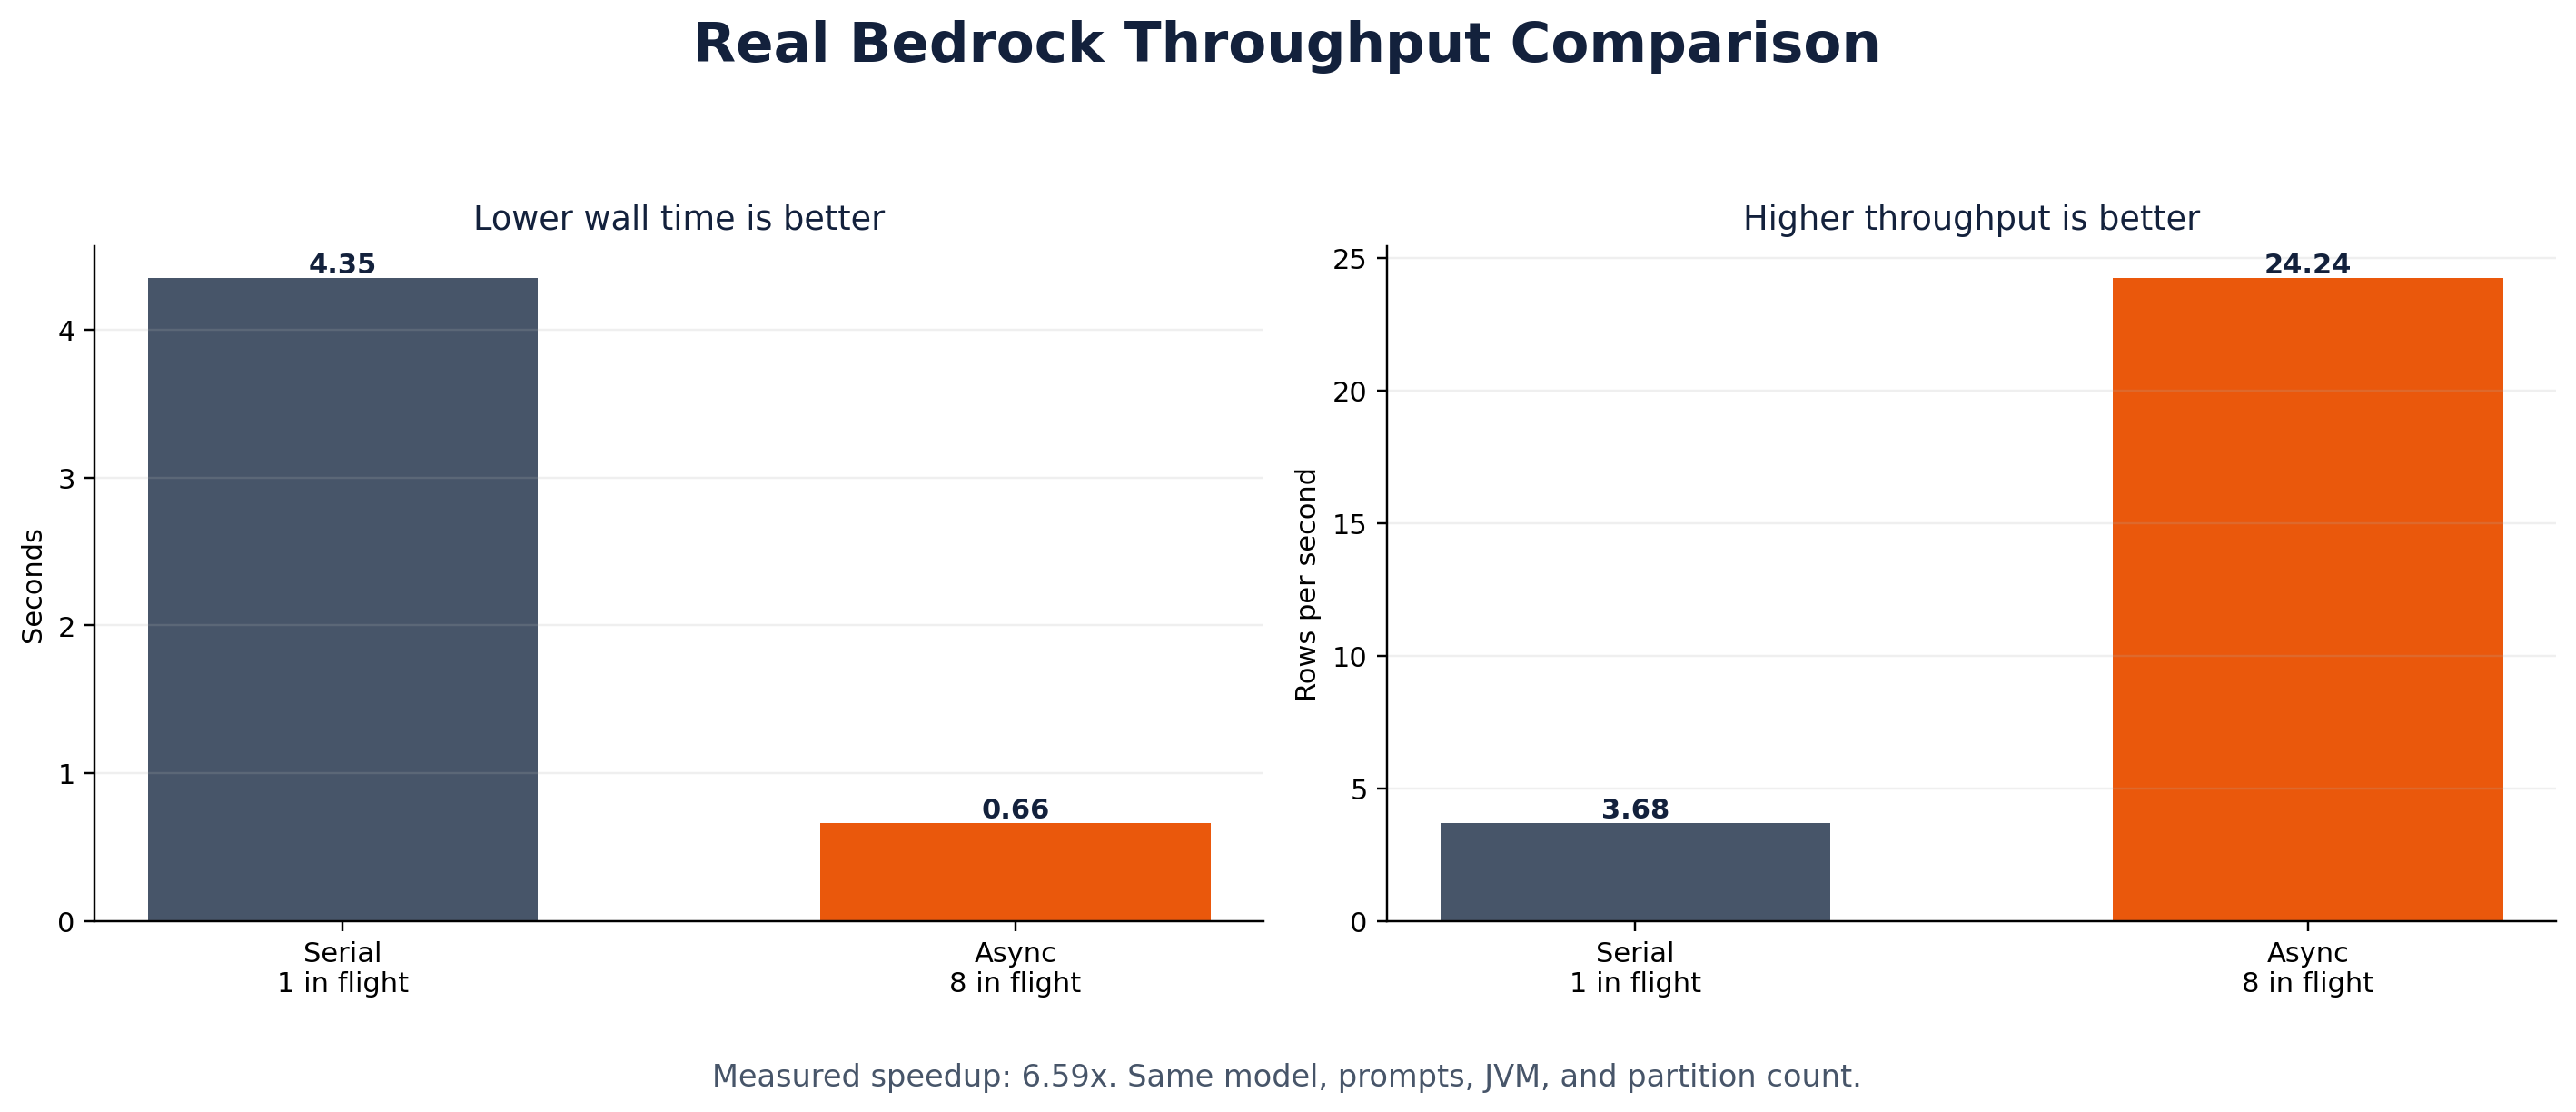 Real Bedrock Throughput Comparison
Lower wall time is better
Seconds
4
3
2
1
0
4.35
0.66
Serial
1 in flight
Async
8 in flight
Higher throughput is better
Rows per second
25
20
15
10
5
0
3.68
24.24
Serial
1 in flight
Async
8 in flight
Measured speedup: 6.59x. Same model, prompts, JVM, and partition count.